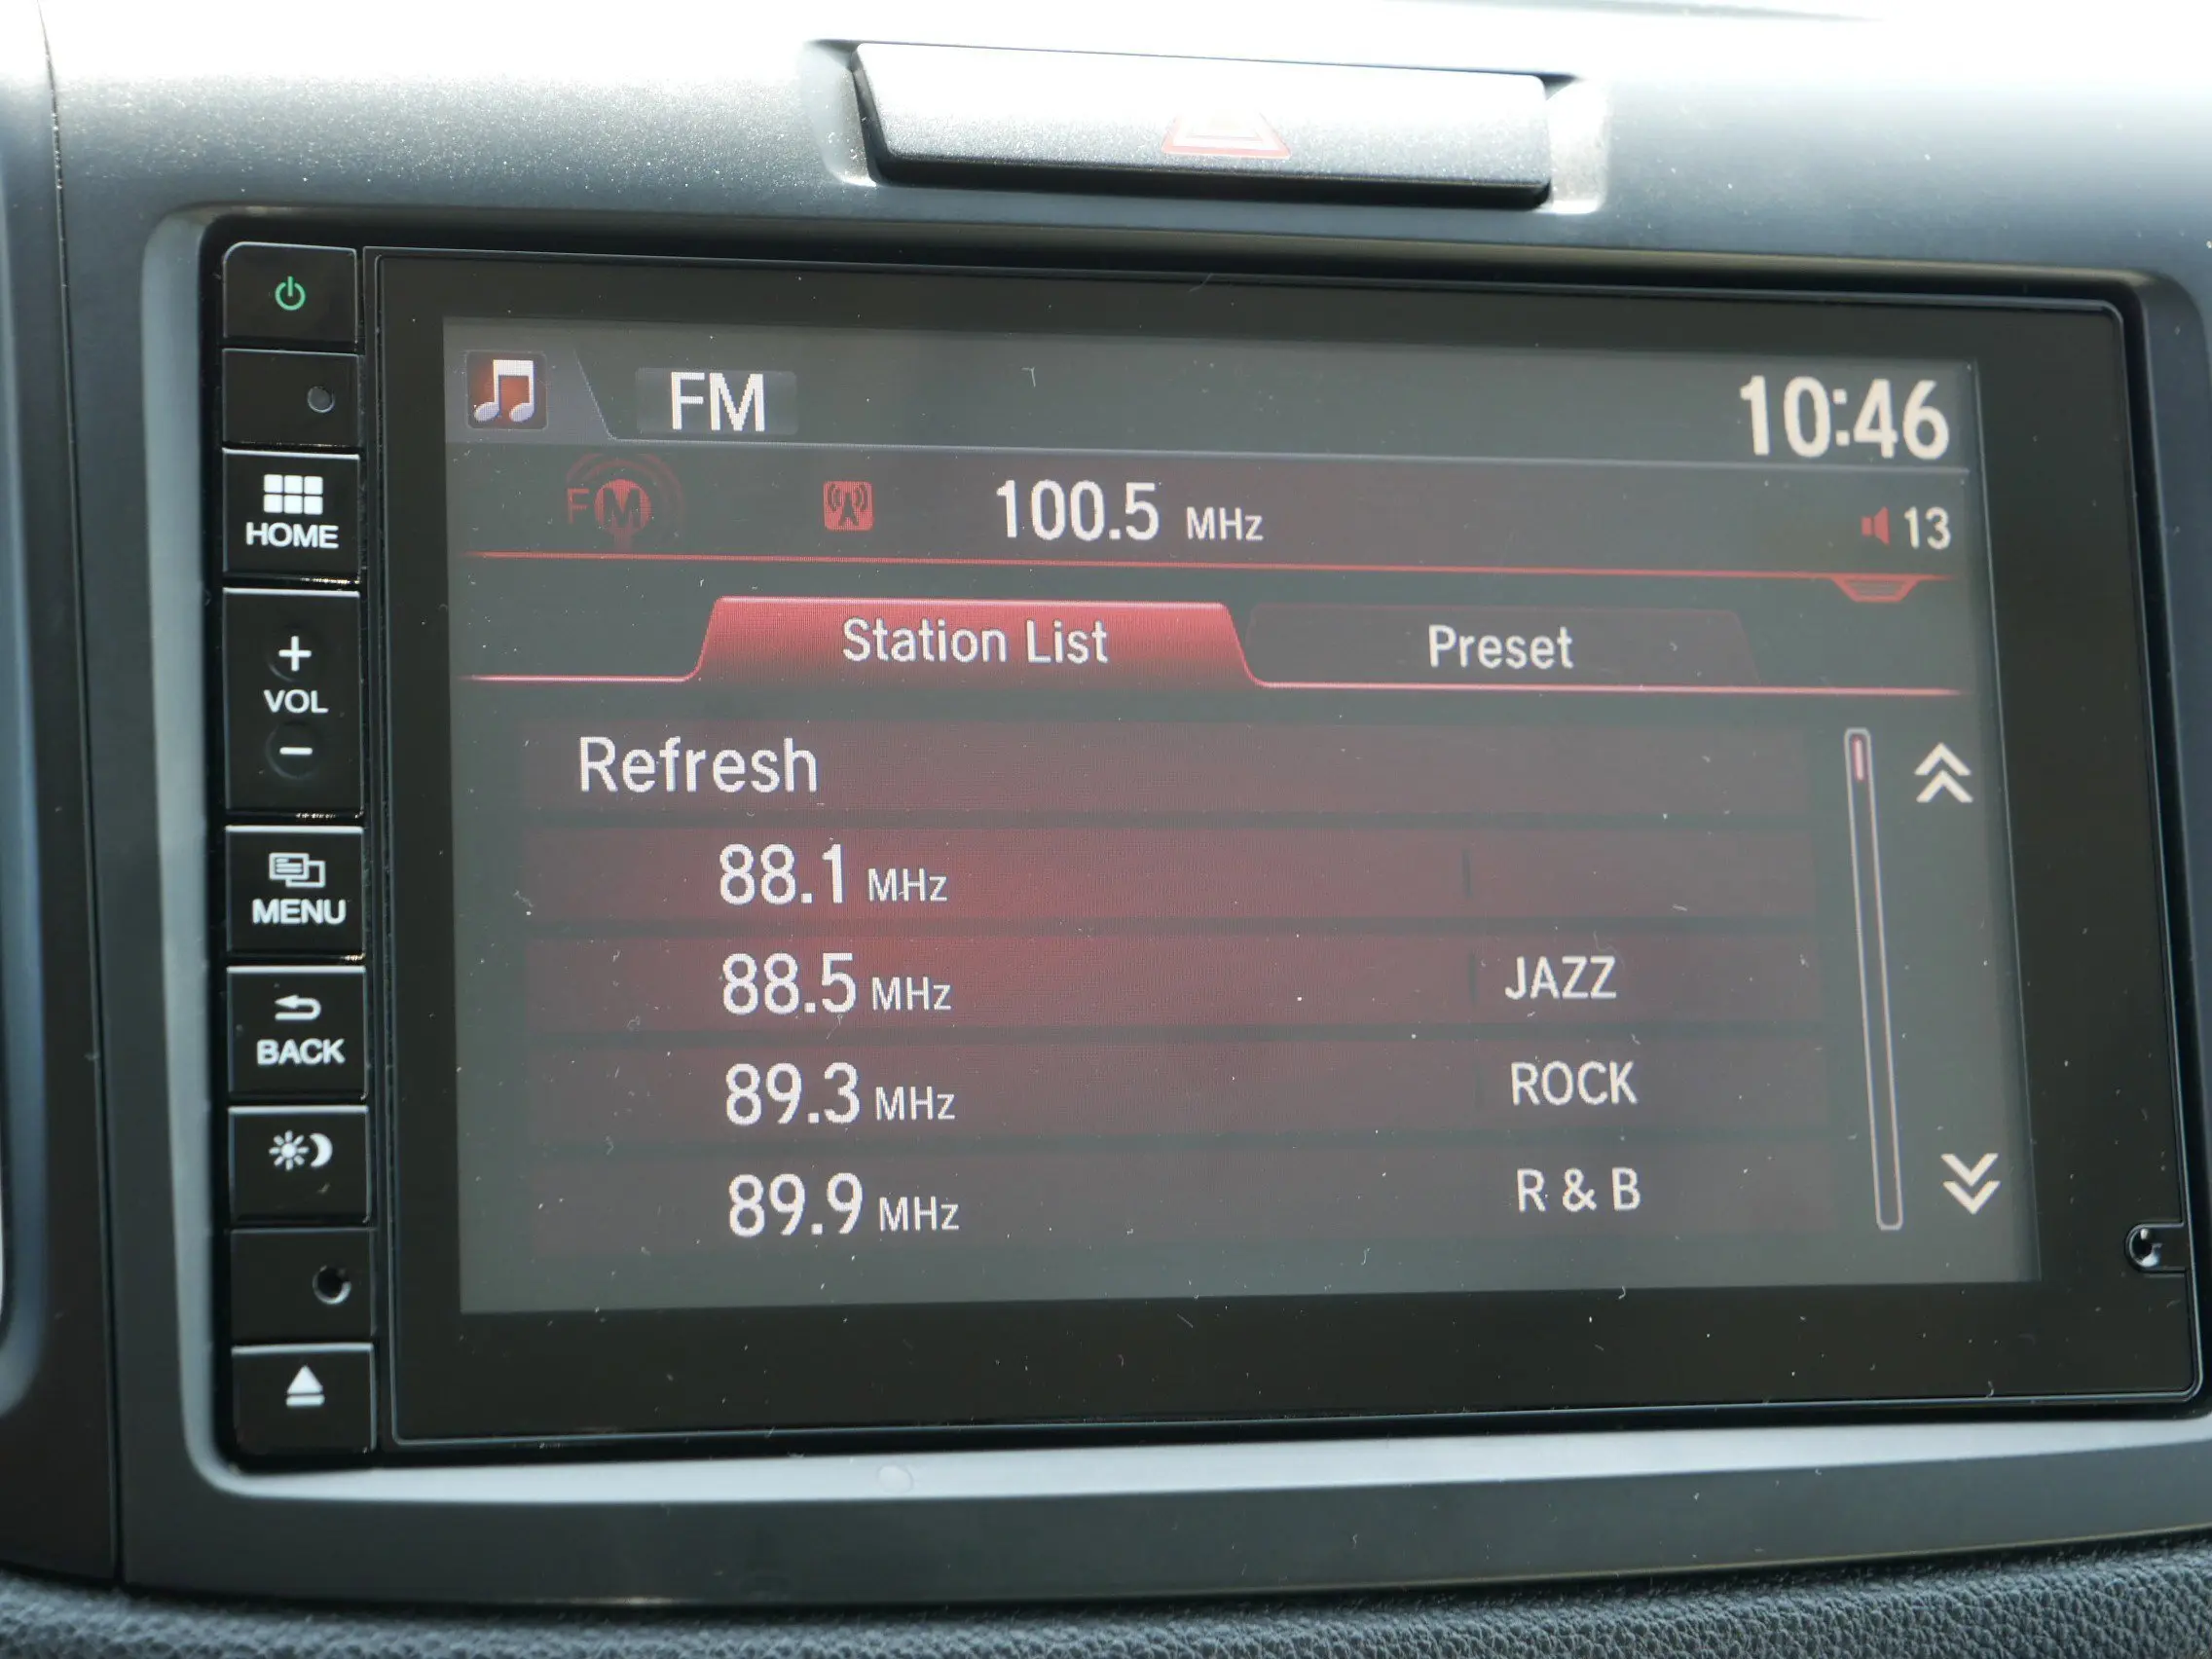 FM
10:46
FM
100.5 MHz
13
Station List
Preset
Refresh
88.1 MHz
88.5 MHz JAZZ
89.3 MHz ROCK
89.9 MHz R & B
HOME
+
VOL
-
MENU
BACK